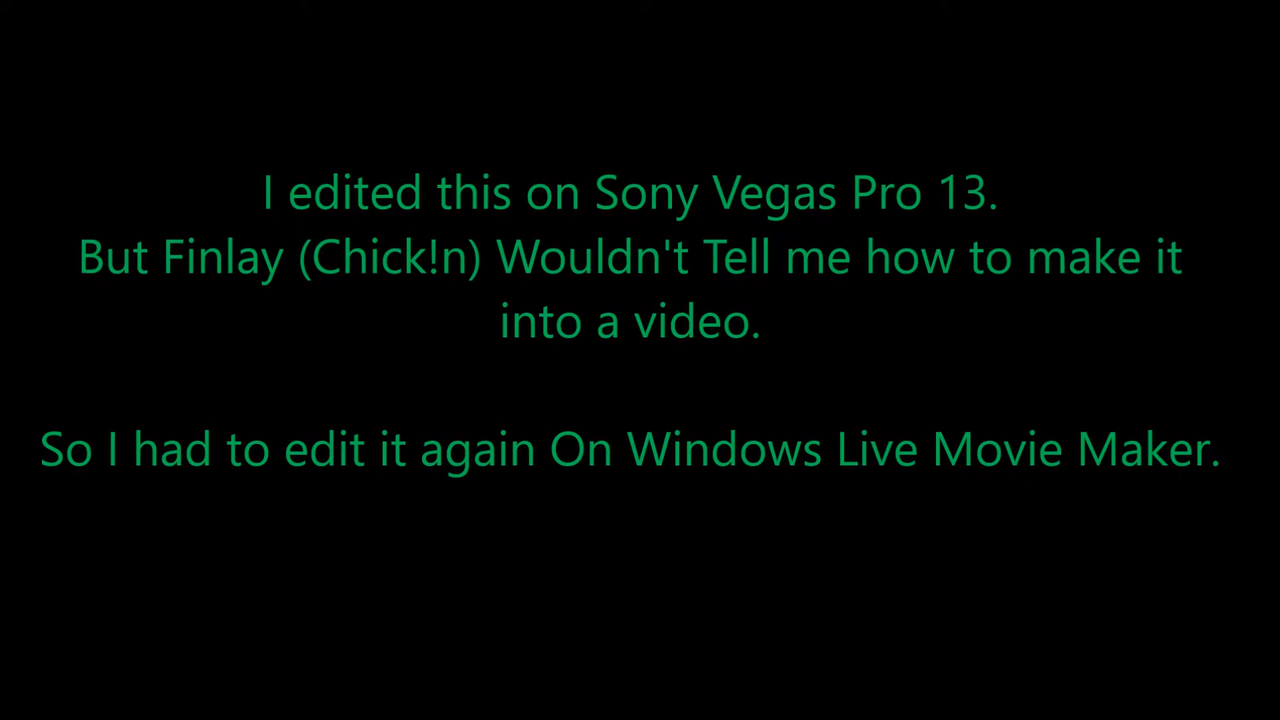 I edited this on Sony Vegas Pro 13.
But Finlay (Chick!n) Wouldn't Tell me how to make it
into a video.
So I had to edit it again On Windows Live Movie Maker.